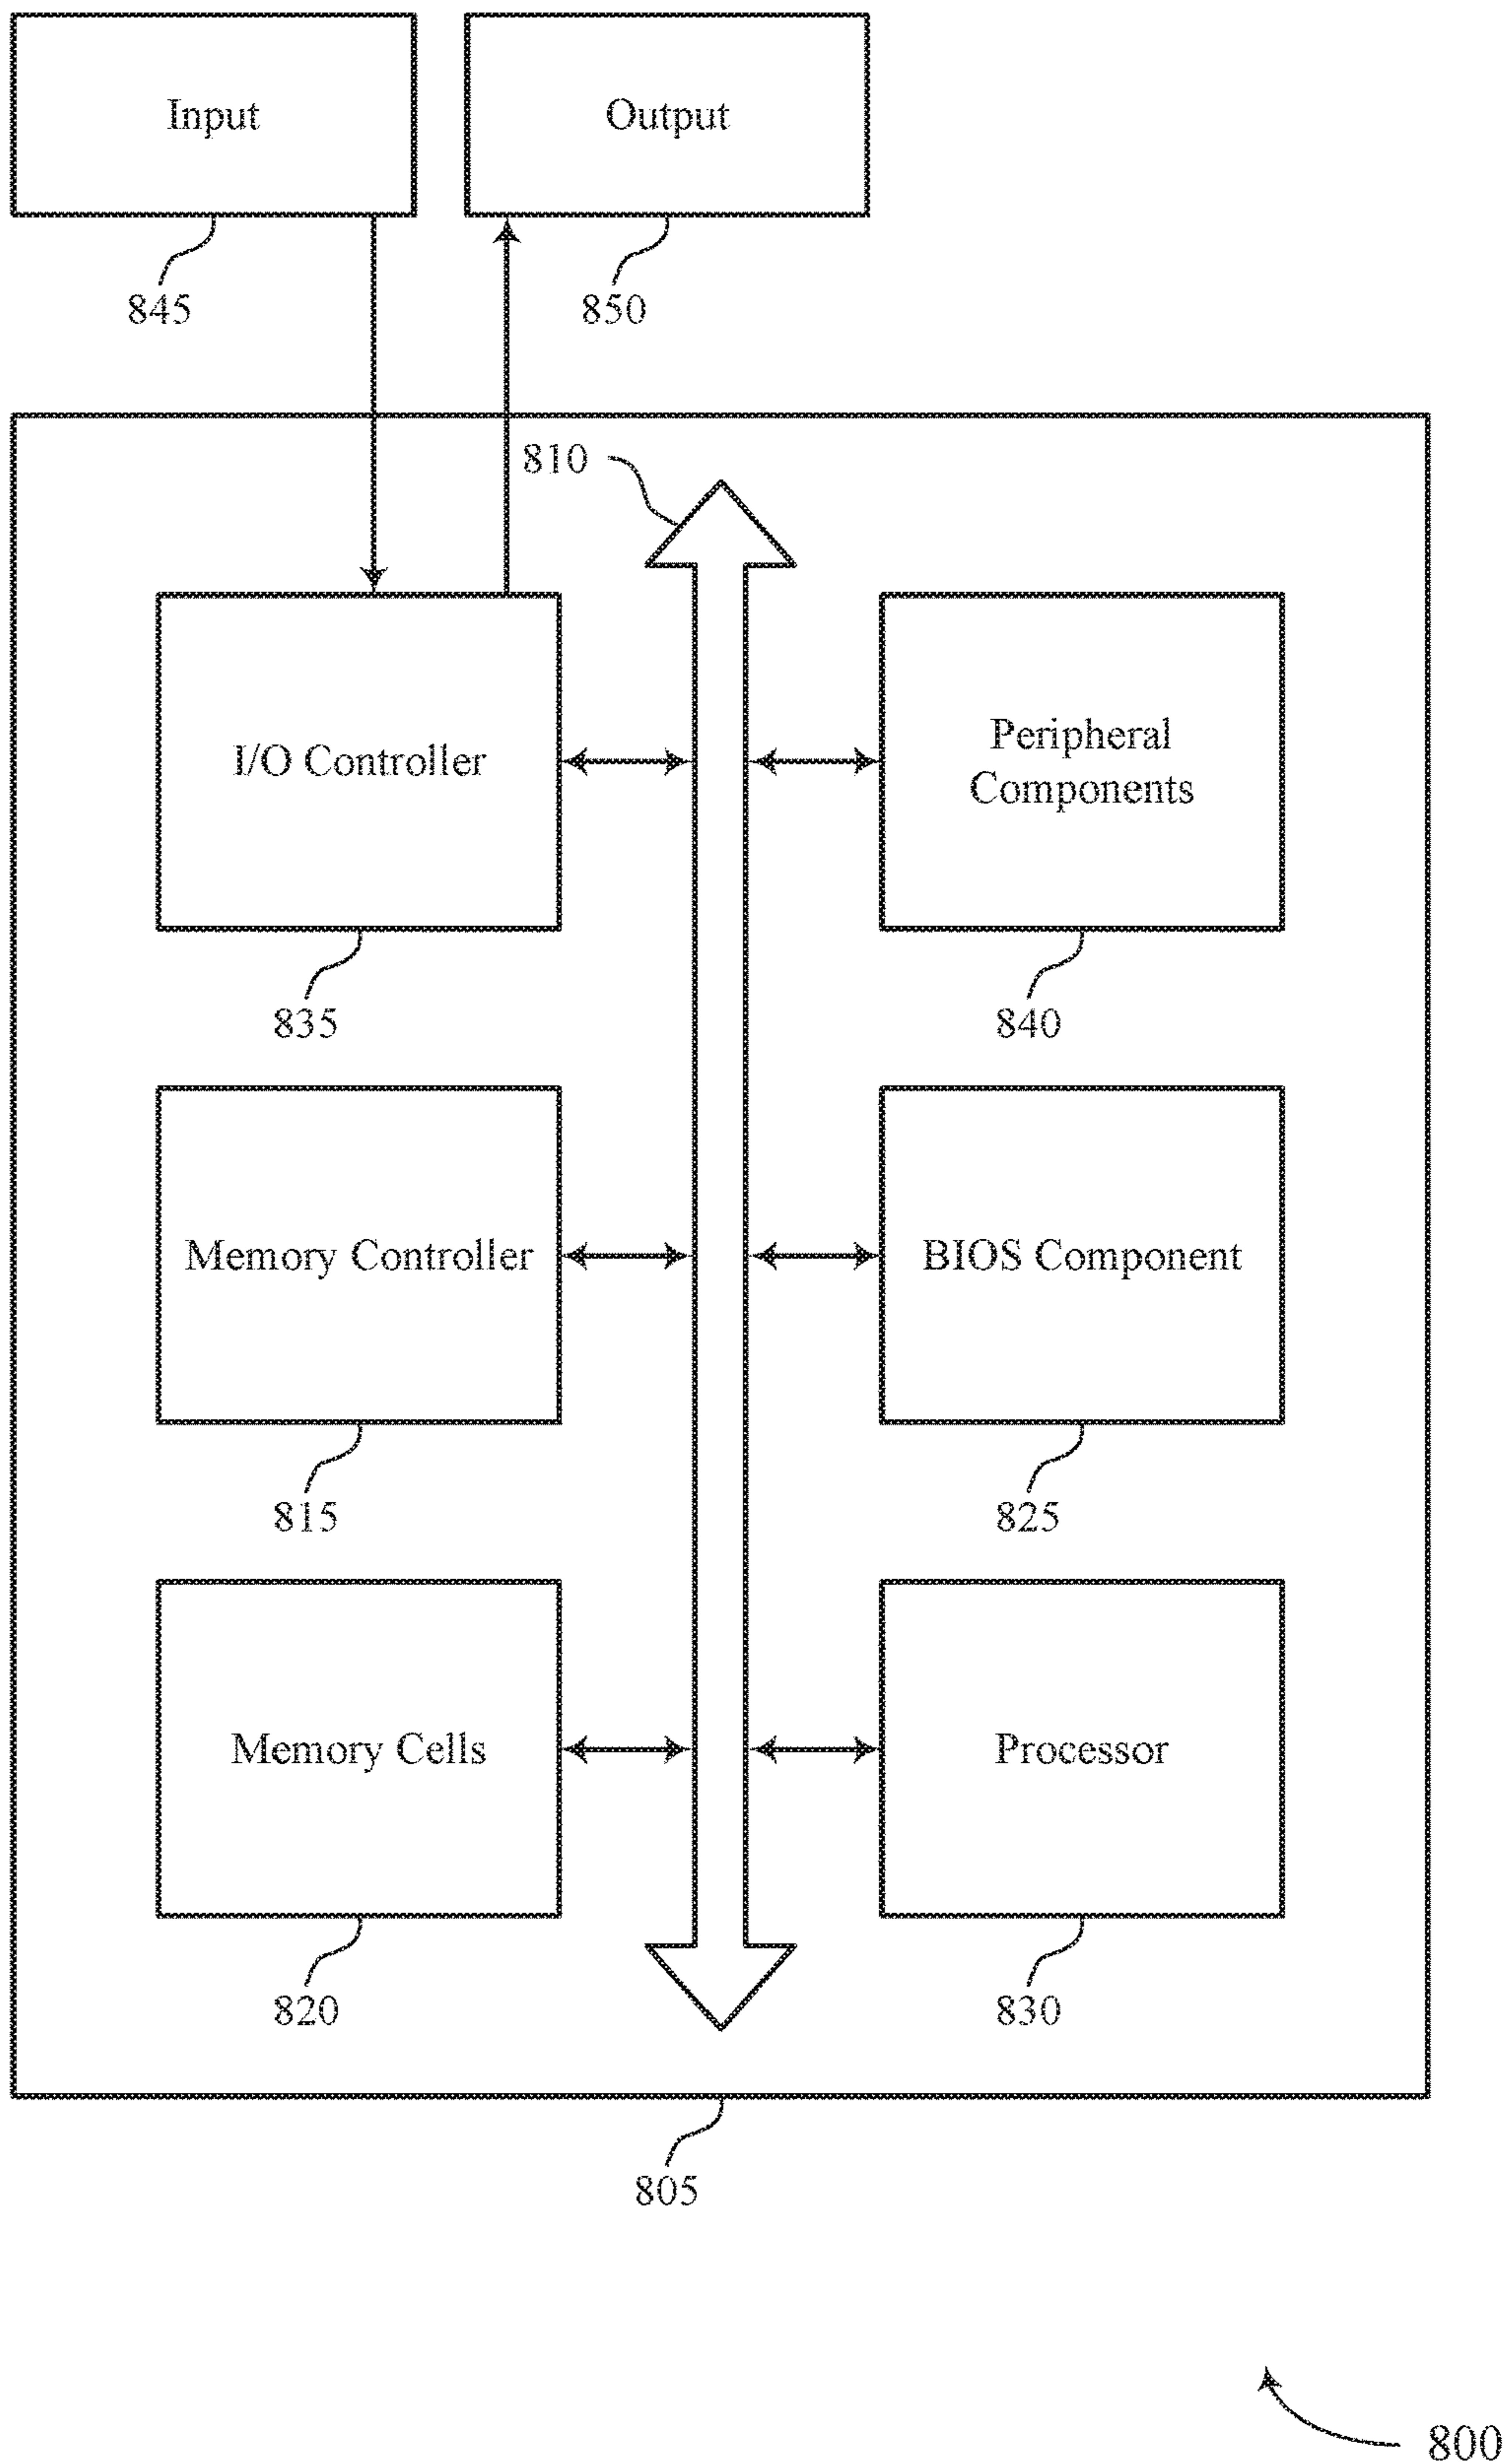 Input
Output
845
850
810
I/O Controller
Peripheral
Components
835
840
Memory Controller
BIOS Component
815
825
Memory Cells
Processor
820
830
805
800